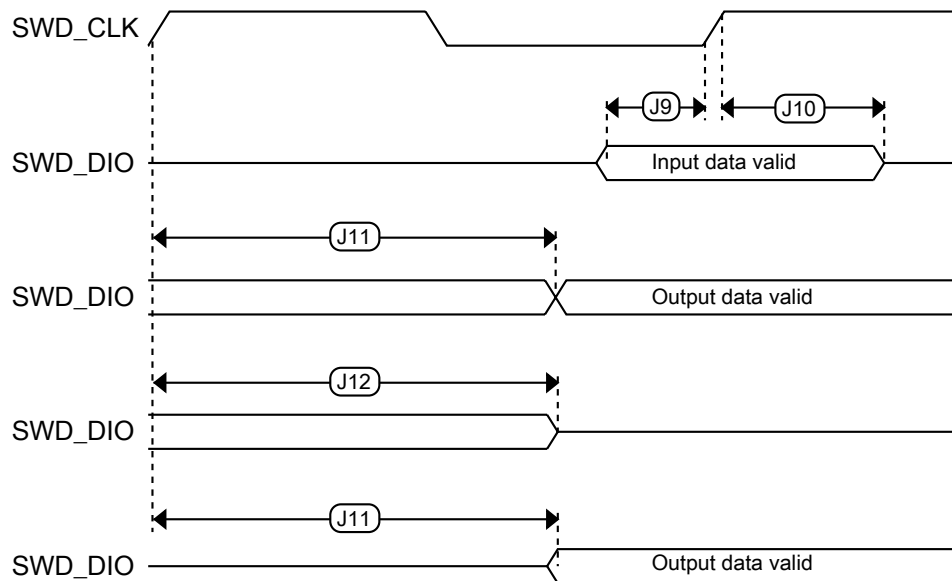 SWD_CLK
J9
J10
SWD_DIO
Input data valid
J11
SWD_DIO
Output data valid
J12
SWD_DIO
J11
SWD_DIO
Output data valid